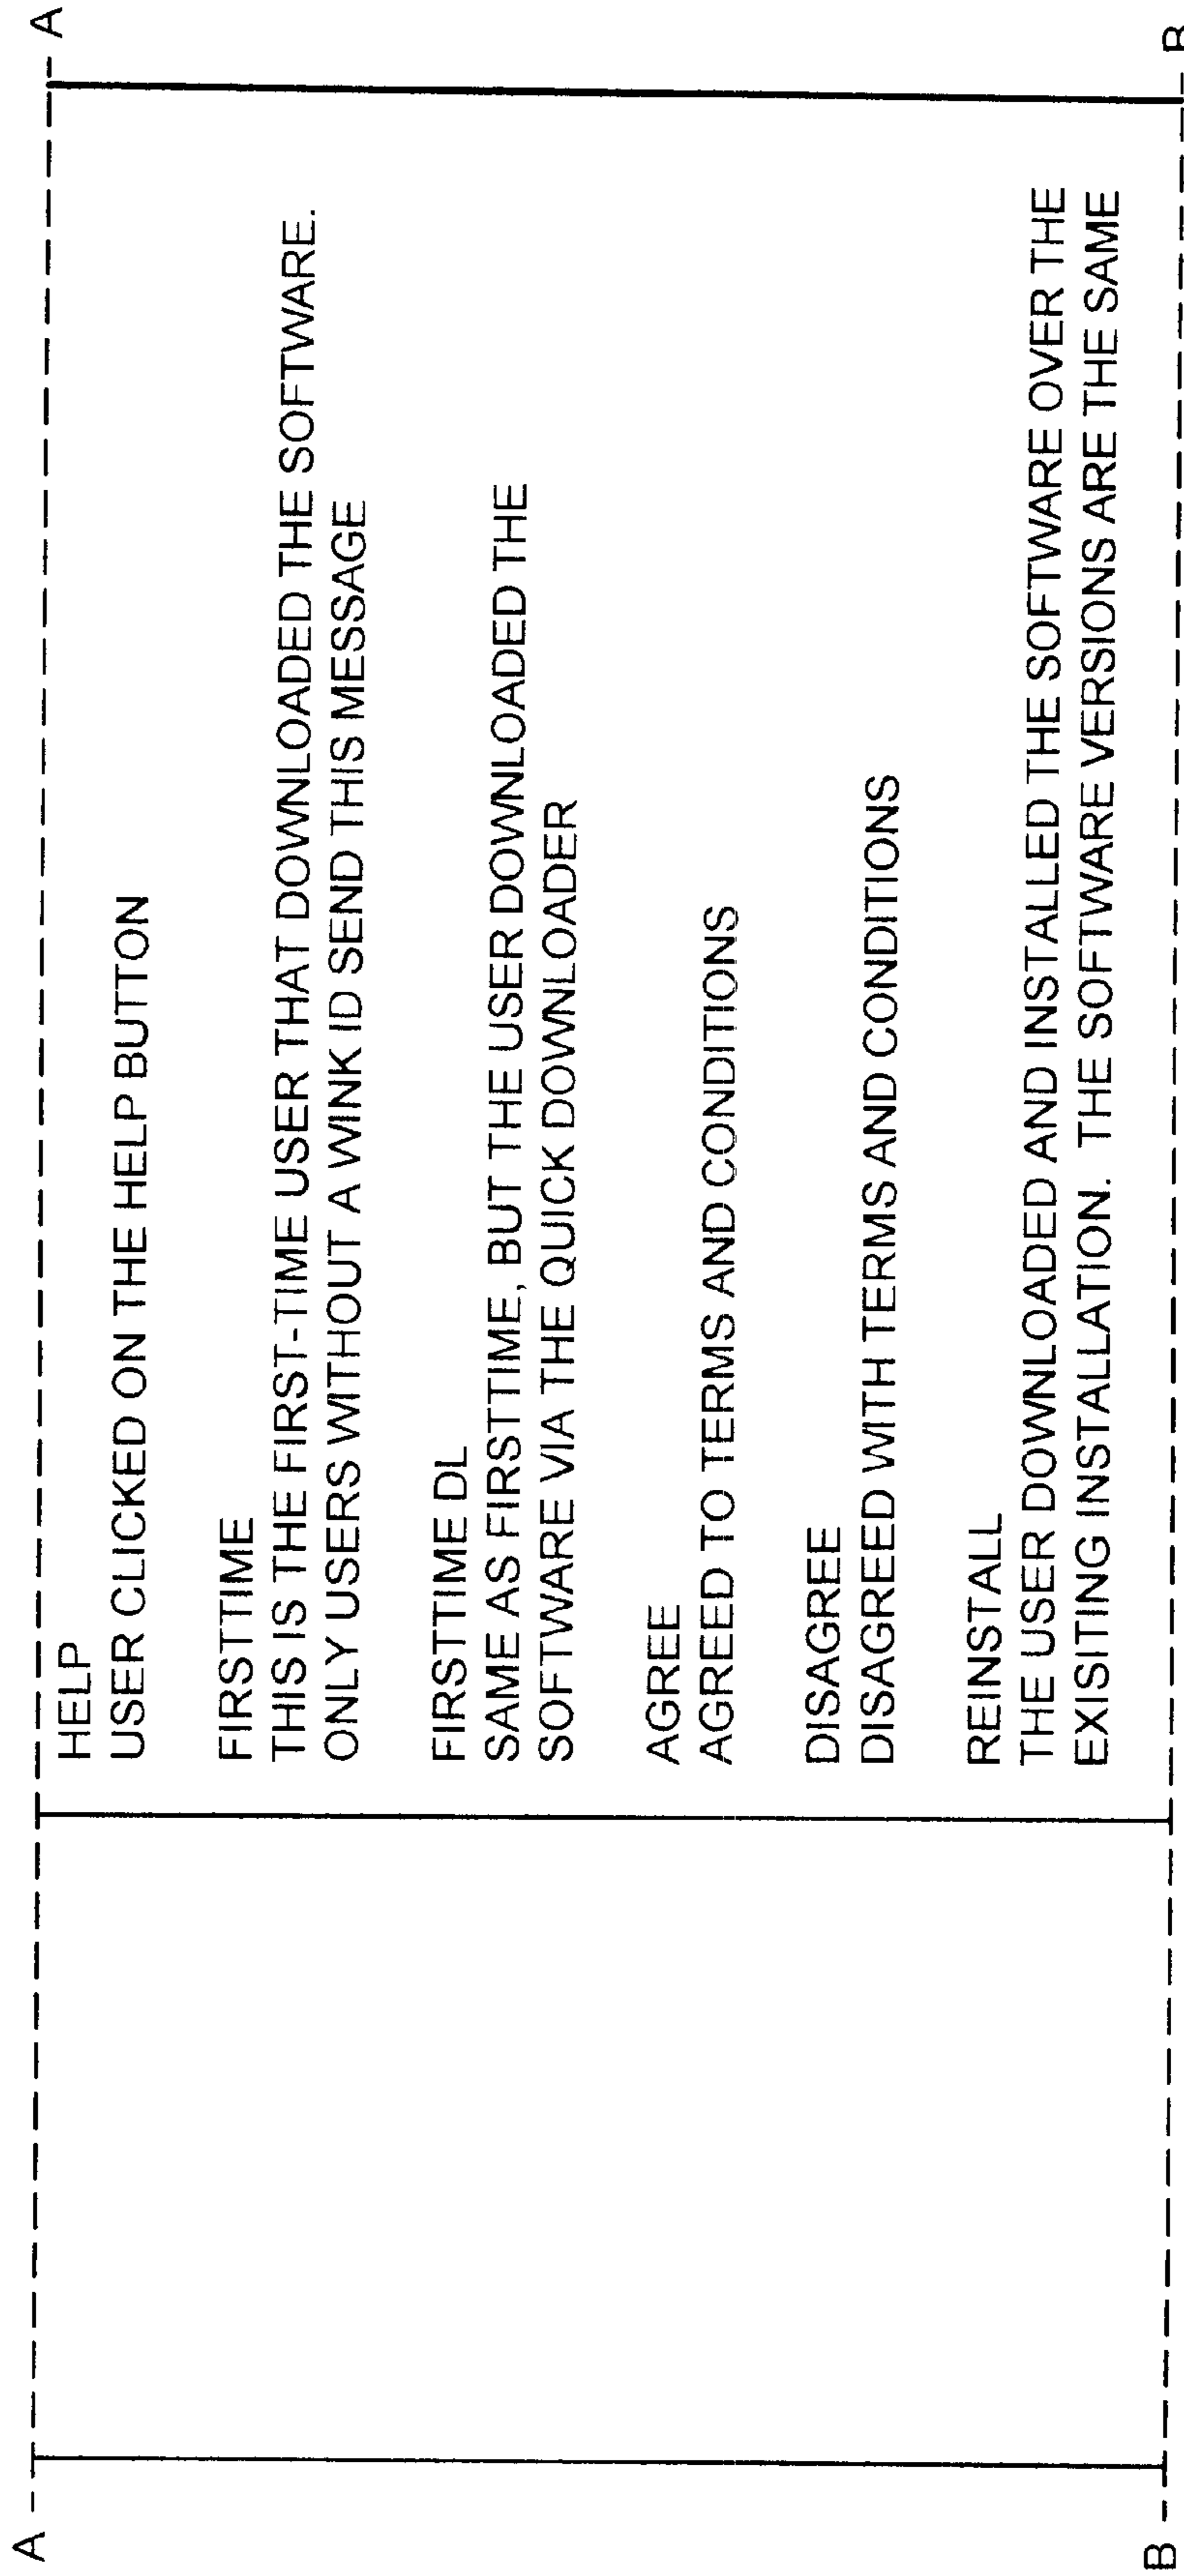 A A
HELP
USER CLICKED ON THE HELP BUTTON
FIRSTTIME
THIS IS THE FIRST-TIME USER THAT DOWNLOADED THE SOFTWARE.
ONLY USERS WITHOUT A WINK ID SEND THIS MESSAGE
FIRSTTIME DL
SAME AS FIRSTTIME, BUT THE USER DOWNLOADED THE
SOFTWARE VIA THE QUICK DOWNLOADER
AGREE
AGREED TO TERMS AND CONDITIONS
DISAGREE
DISAGREED WITH TERMS AND CONDITIONS
REINSTALL
THE USER DOWNLOADED AND INSTALLED THE SOFTWARE OVER THE
EXISITING INSTALLATION. THE SOFTWARE VERSIONS ARE THE SAME
B B